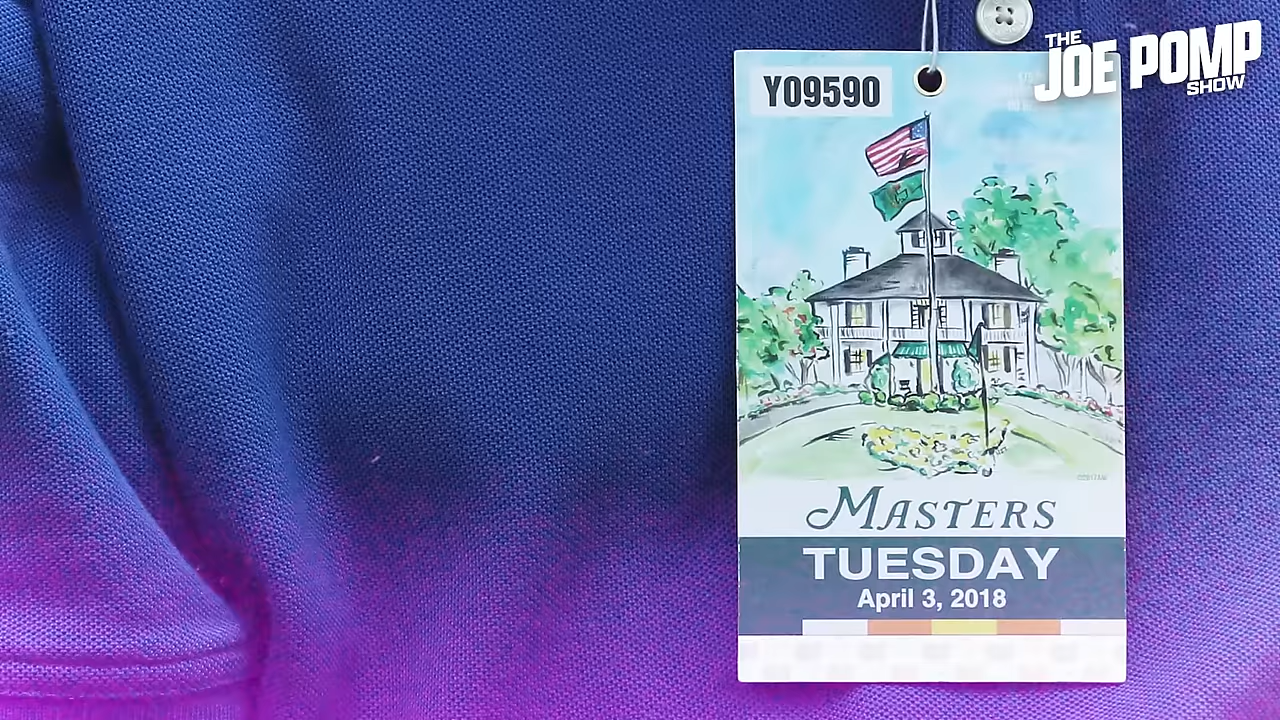 THE
JOE POMP
SHOW
Y09590
MASTERS
TUESDAY
April 3, 2018